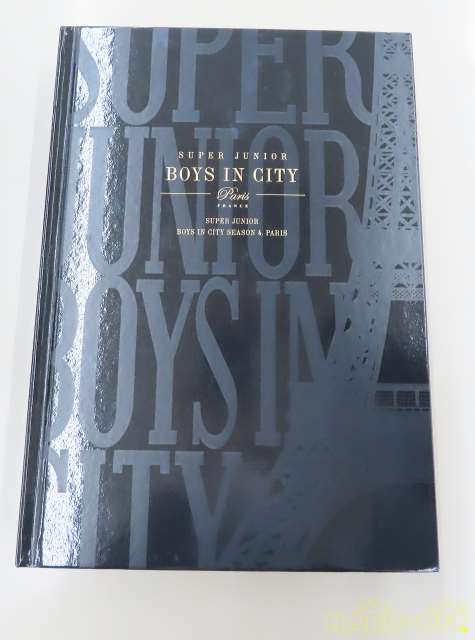 SUPER
JUNIOR
BOYS IN
CITY
SUPER JUNIOR
BOYS IN CITY
Paris
FRANCE
SUPER JUNIOR
BOYS IN CITY SEASON 4. PARIS